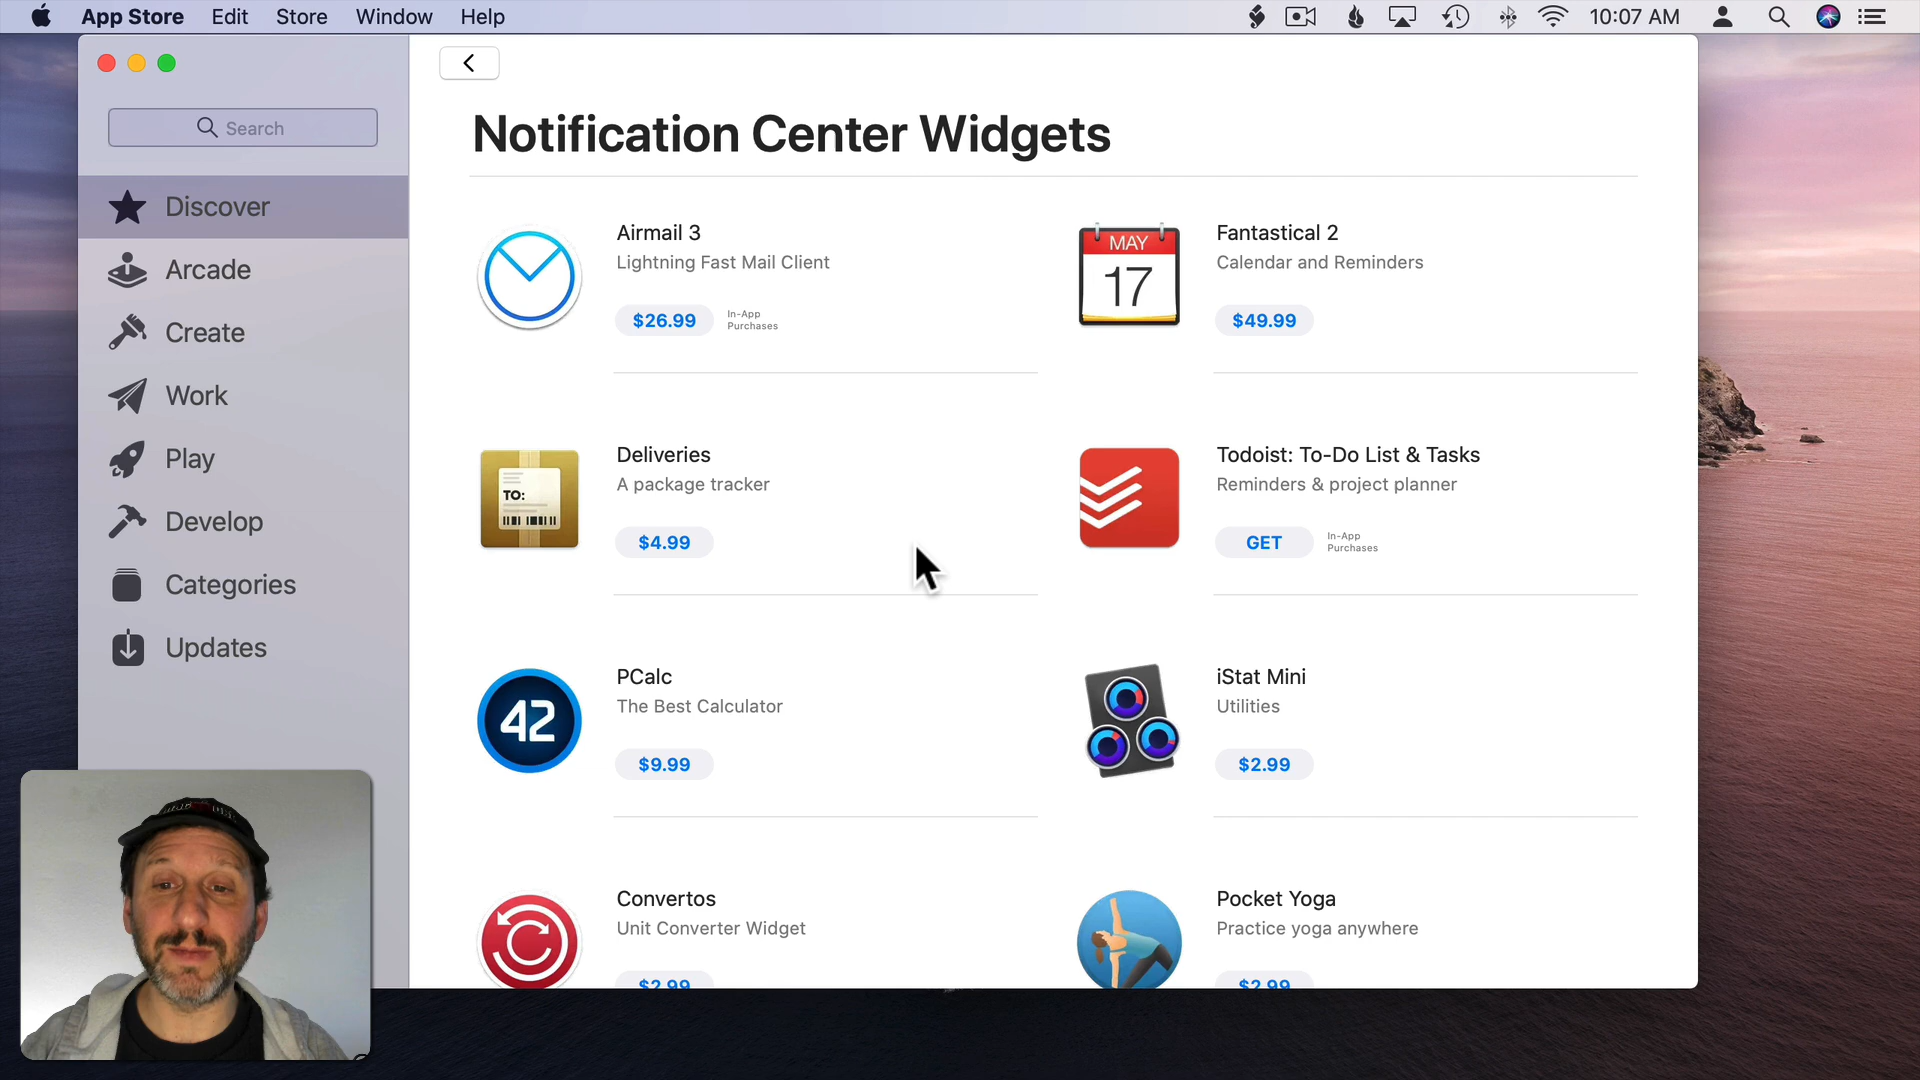 App Store Edit Store Window Help 10:07 AM
Search
Discover
Arcade
Create
Work
Play
Develop
Categories
Updates
Notification Center Widgets
Airmail 3
Lightning Fast Mail Client
$26.99
In-App
Purchases
MAY
17
Fantastical 2
Calendar and Reminders
$49.99
TO:
Deliveries
A package tracker
$4.99
Todoist: To-Do List & Tasks
Reminders & project planner
GET
In-App
Purchases
42
PCalc
The Best Calculator
$9.99
iStat Mini
Utilities
$2.99
Convertos
Unit Converter Widget
$2.99
Pocket Yoga
Practice yoga anywhere
$2.99